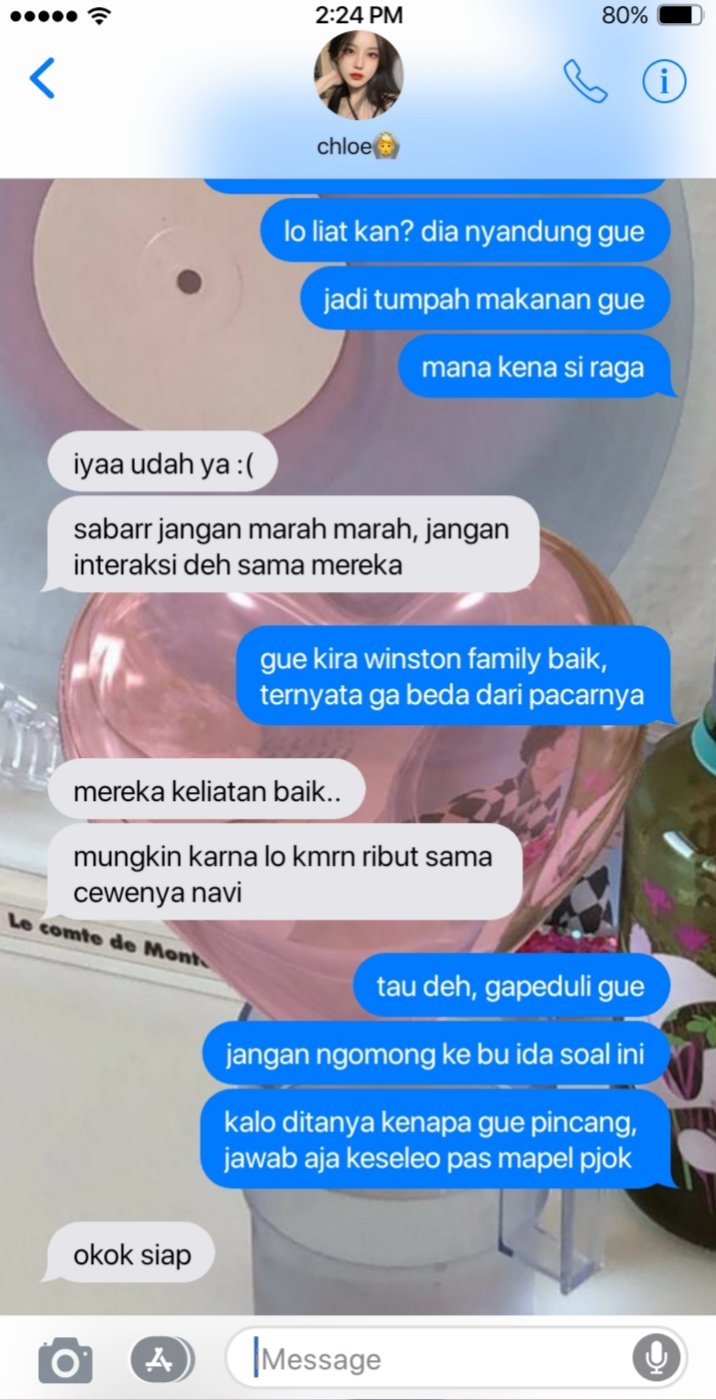 2:24 PM
80%
chloe👰
lo liat kan? dia nyandung gue
jadi tumpah makanan gue
mana kena si raga
iyaa udah ya :(
sabarr jangan marah marah, jangan
interaksi deh sama mereka
gue kira winston family baik,
ternyata ga beda dari pacarnya
mereka keliatan baik..
mungkin karna lo kmrn ribut sama
cewenya navi
Le comte de Mont
tau deh, gapeduli gue
jangan ngomong ke bu ida soal ini
kalo ditanya kenapa gue pincang,
jawab aja keseleo pas mapel pjok
okok siap
Message